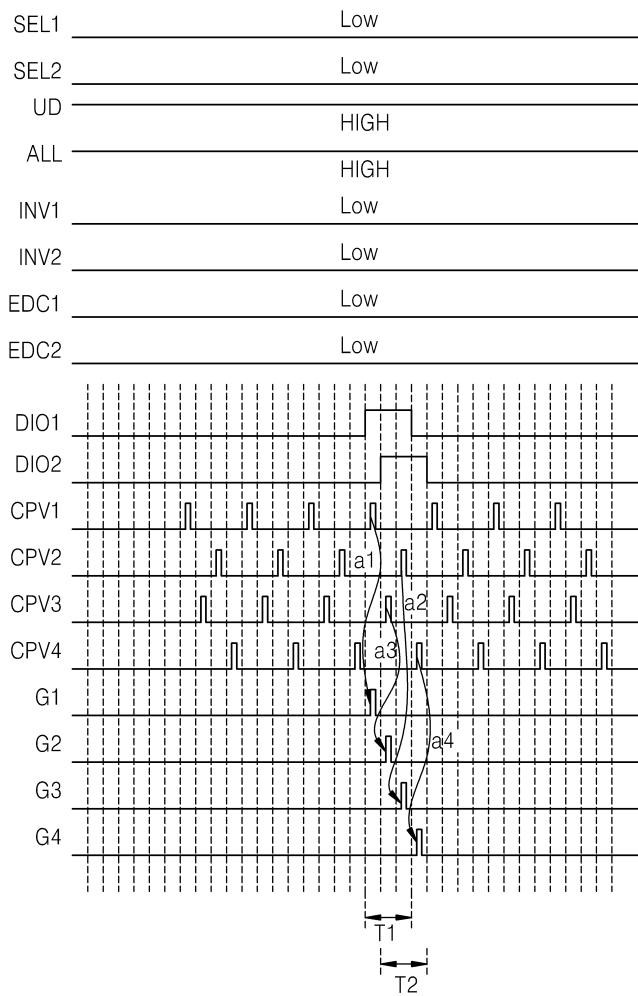 SEL1 Low
SEL2 Low
UD HIGH
ALL HIGH
INV1 Low
INV2 Low
EDC1 Low
EDC2 Low
DIO1
DIO2
CPV1
CPV2 a1
CPV3 a2
CPV4 a3
G1
G2 a4
G3
G4
T1
T2